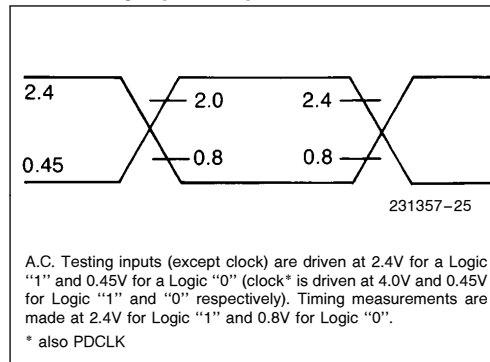 2.4 2.0 2.4
0.45 0.8 0.8
231357–25
A.C. Testing inputs (except clock) are driven at 2.4V for a Logic
‘‘1’’ and 0.45V for a Logic ‘‘0’’ (clock* is driven at 4.0V and 0.45V
for Logic ‘‘1’’ and ‘‘0’’ respectively). Timing measurements are
made at 2.4V for Logic ‘‘1’’ and 0.8V for Logic ‘‘0’’.
* also PDCLK